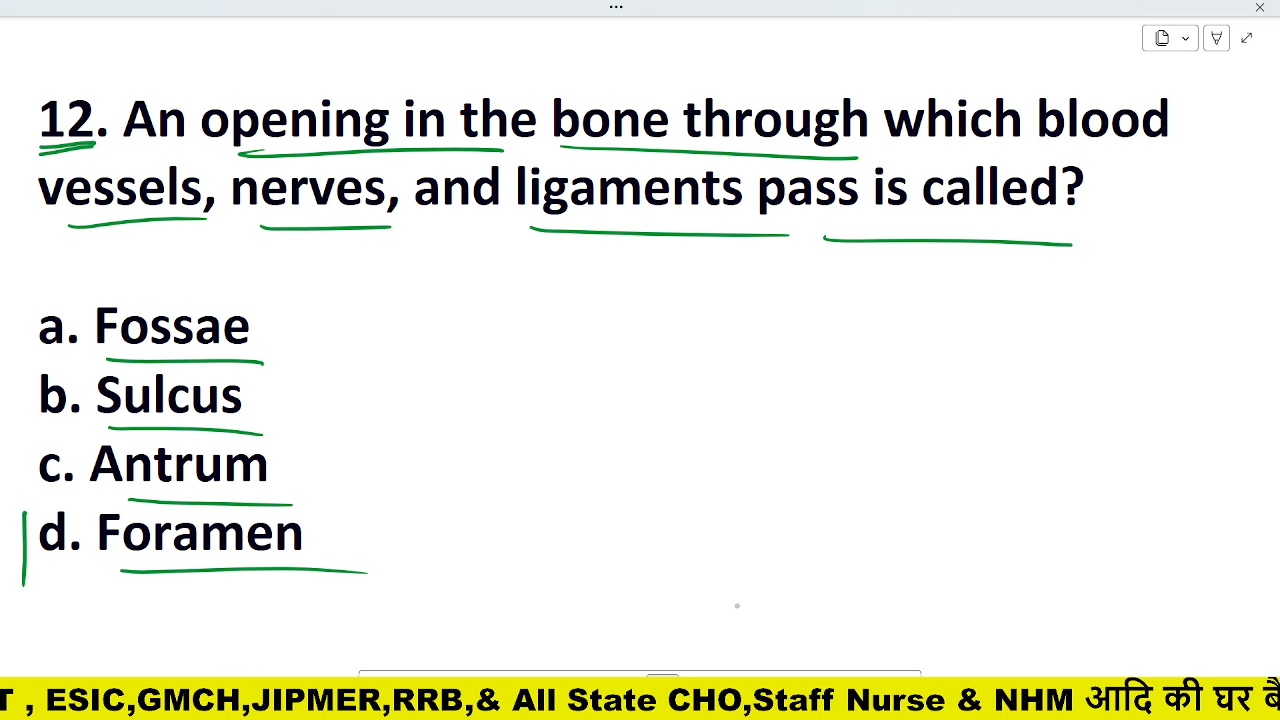 12. An opening in the bone through which blood
vessels, nerves, and ligaments pass is called?
a. Fossae
b. Sulcus
c. Antrum
d. Foramen
T , ESIC,GMCH,JIPMER,RRB,& All State CHO,Staff Nurse & NHM आदि की घर बै